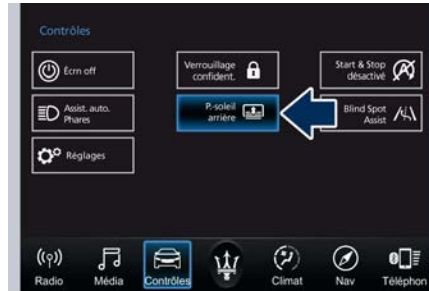 Contrôles
Écrn off
Verrouillage
confident.
Start & Stop
désactivé
Assist. auto.
Phares
P.-soleil
arrière
Blind Spot
Assist
Réglages
Radio
Média
Contrôles
Climat
Nav
Téléphon